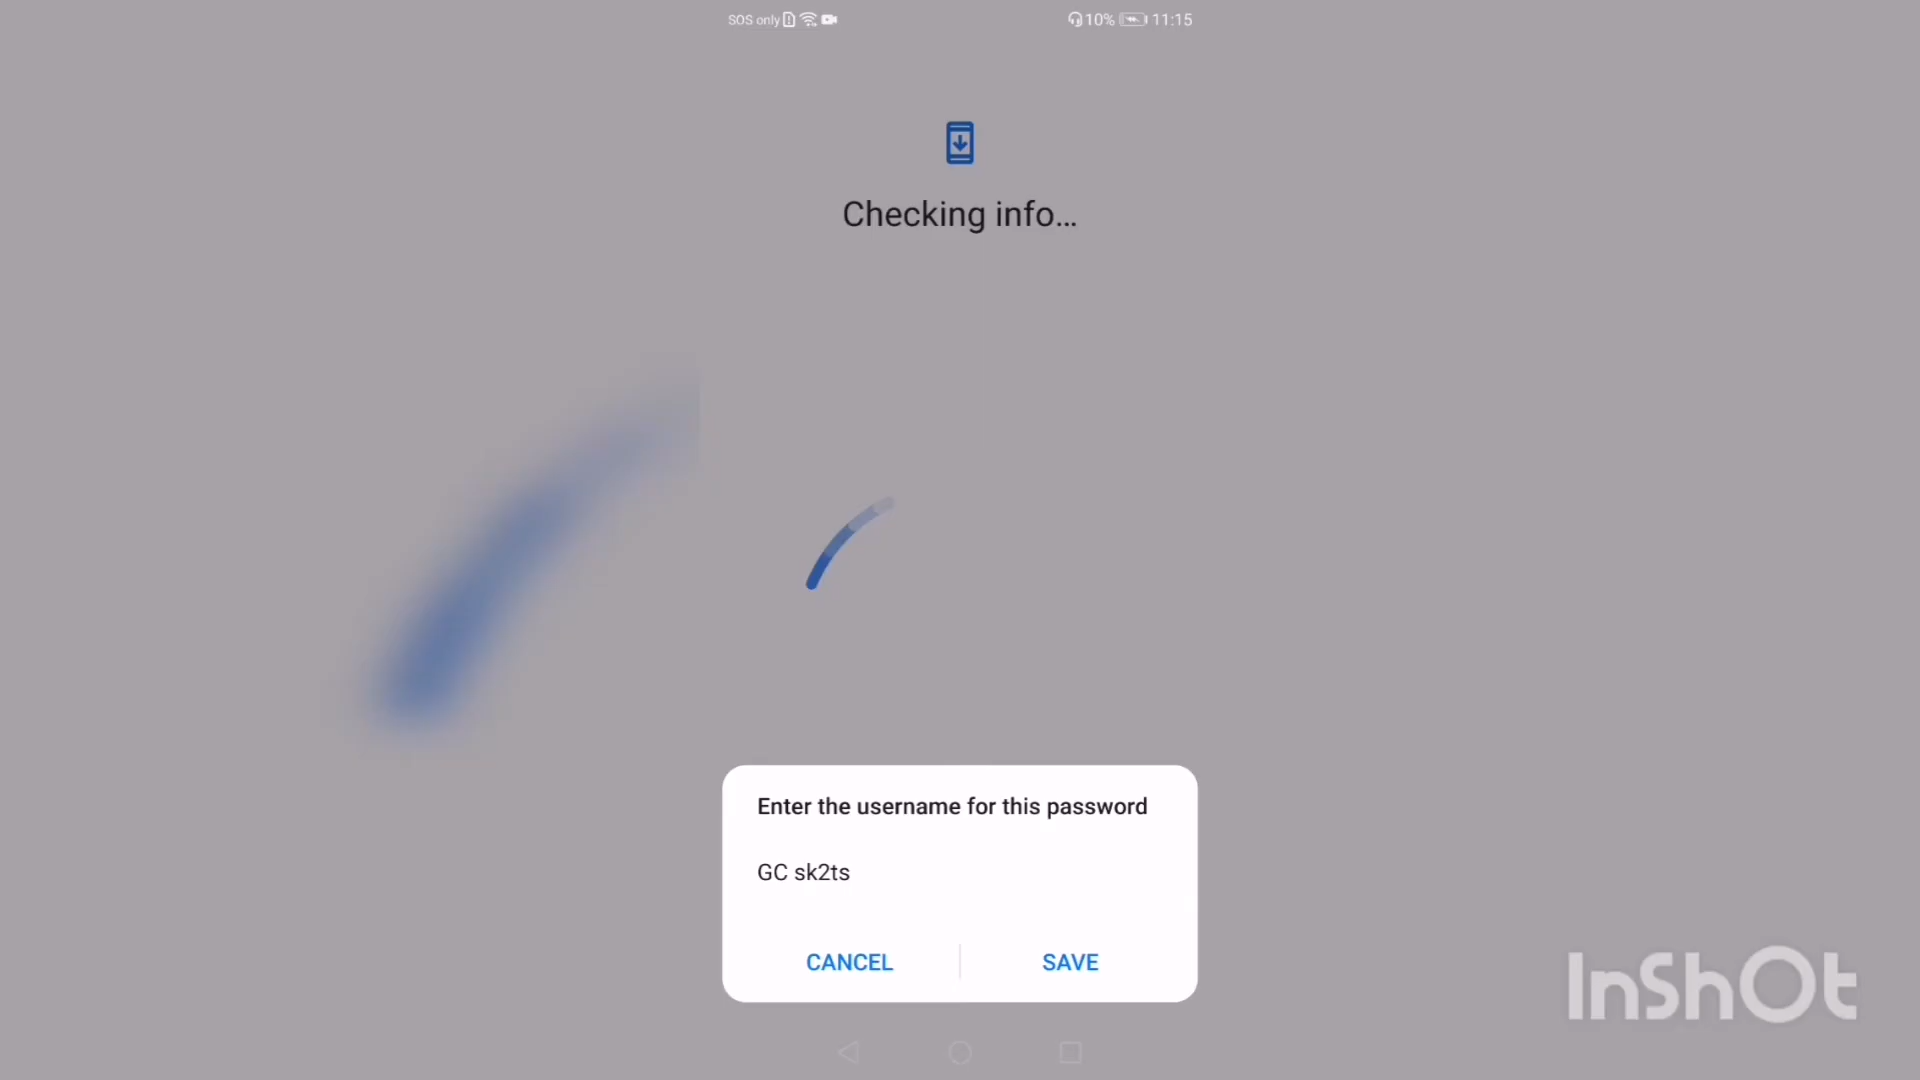 SOS only
10% 11:15
Checking info...
Enter the username for this password
GC sk2ts
CANCEL SAVE
InShOt